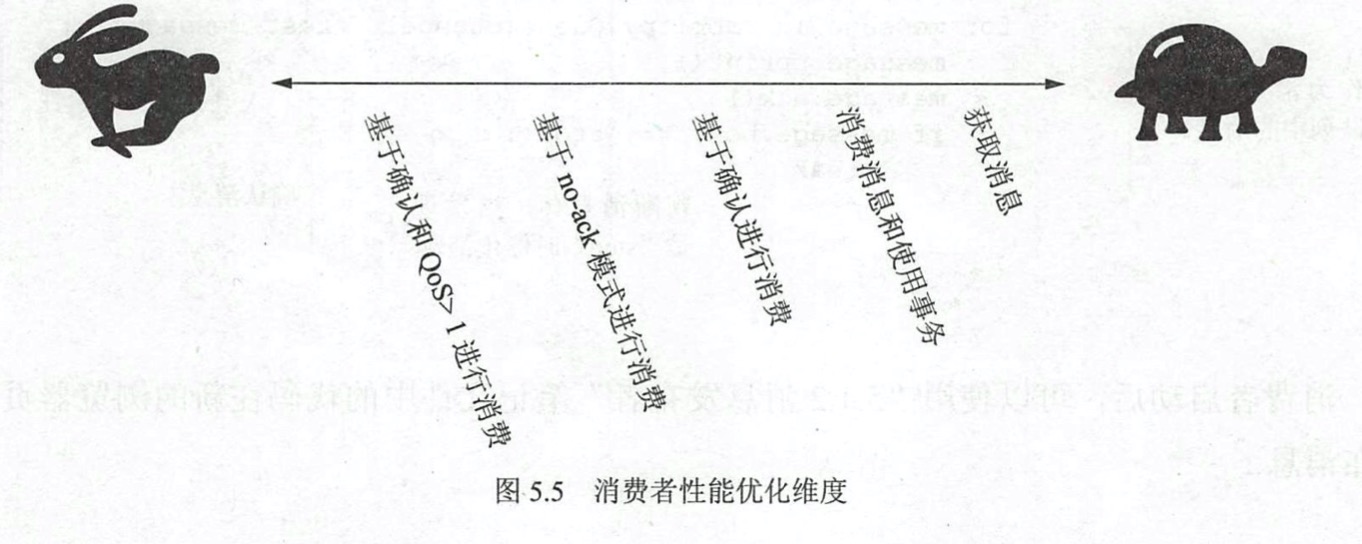 基于确认和 QoS> 1 进行消费
基于 no-ack 模式进行消费
基于确认进行消费
消费消息和使用事务
获取消息
图 5.5 消费者性能优化维度